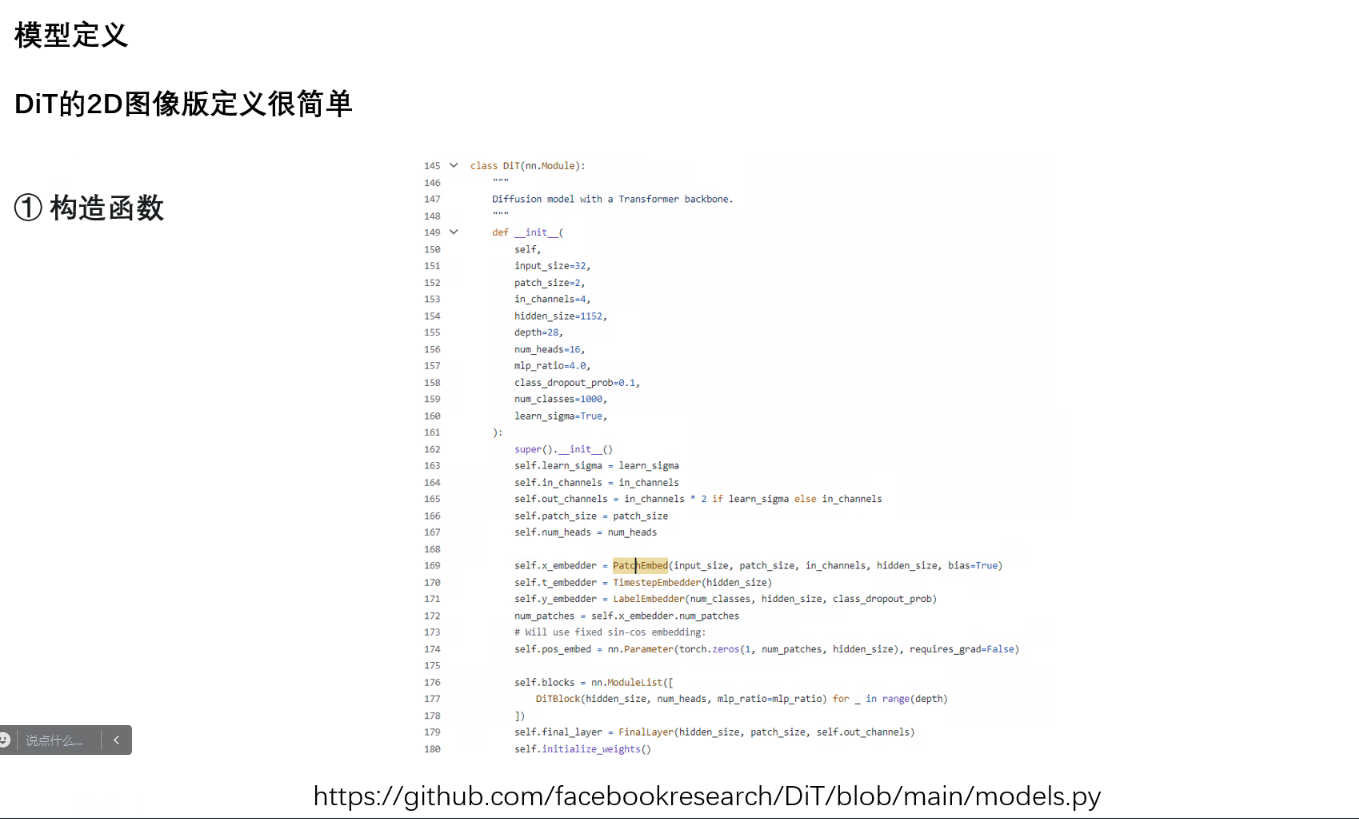 模型定义
DiT的2D图像版定义很简单
① 构造函数
145 class DiT(nn.Module):
146 """
147 Diffusion model with a Transformer backbone.
148 """
149 def __init__(
150 self,
151 input_size=32,
152 patch_size=2,
153 in_channels=4,
154 hidden_size=1152,
155 depth=28,
156 num_heads=16,
157 mlp_ratio=4.0,
158 class_dropout_prob=0.1,
159 num_classes=1000,
160 learn_sigma=True,
161 ):
162 super().__init__()
163 self.learn_sigma = learn_sigma
164 self.in_channels = in_channels
165 self.out_channels = in_channels * 2 if learn_sigma else in_channels
166 self.patch_size = patch_size
167 self.num_heads = num_heads
168
169 self.x_embedder = PatchEmbed(input_size, patch_size, in_channels, hidden_size, bias=True)
170 self.t_embedder = TimestepEmbedder(hidden_size)
171 self.y_embedder = LabelEmbedder(num_classes, hidden_size, class_dropout_prob)
172 num_patches = self.x_embedder.num_patches
173 # Will use fixed sin-cos embedding:
174 self.pos_embed = nn.Parameter(torch.zeros(1, num_patches, hidden_size), requires_grad=False)
175
176 self.blocks = nn.ModuleList([
177 DiTBlock(hidden_size, num_heads, mlp_ratio=mlp_ratio) for _ in range(depth)
178 ])
179 self.final_layer = FinalLayer(hidden_size, patch_size, self.out_channels)
180 self.initialize_weights()
说点什么...
https://github.com/facebookresearch/DiT/blob/main/models.py